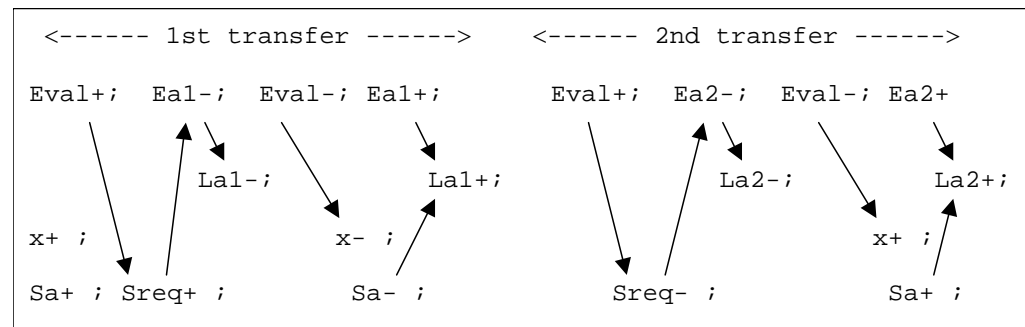 <------ 1st transfer ------> <------ 2nd transfer ------>
Eval+; Ea1-; Eval-; Ea1+; Eval+; Ea2-; Eval-; Ea2+
La1-; La1+; La2-; La2+;
x+ ; x- ; x+ ;
Sa+ ; Sreq+ ; Sa- ; Sreq- ; Sa+ ;